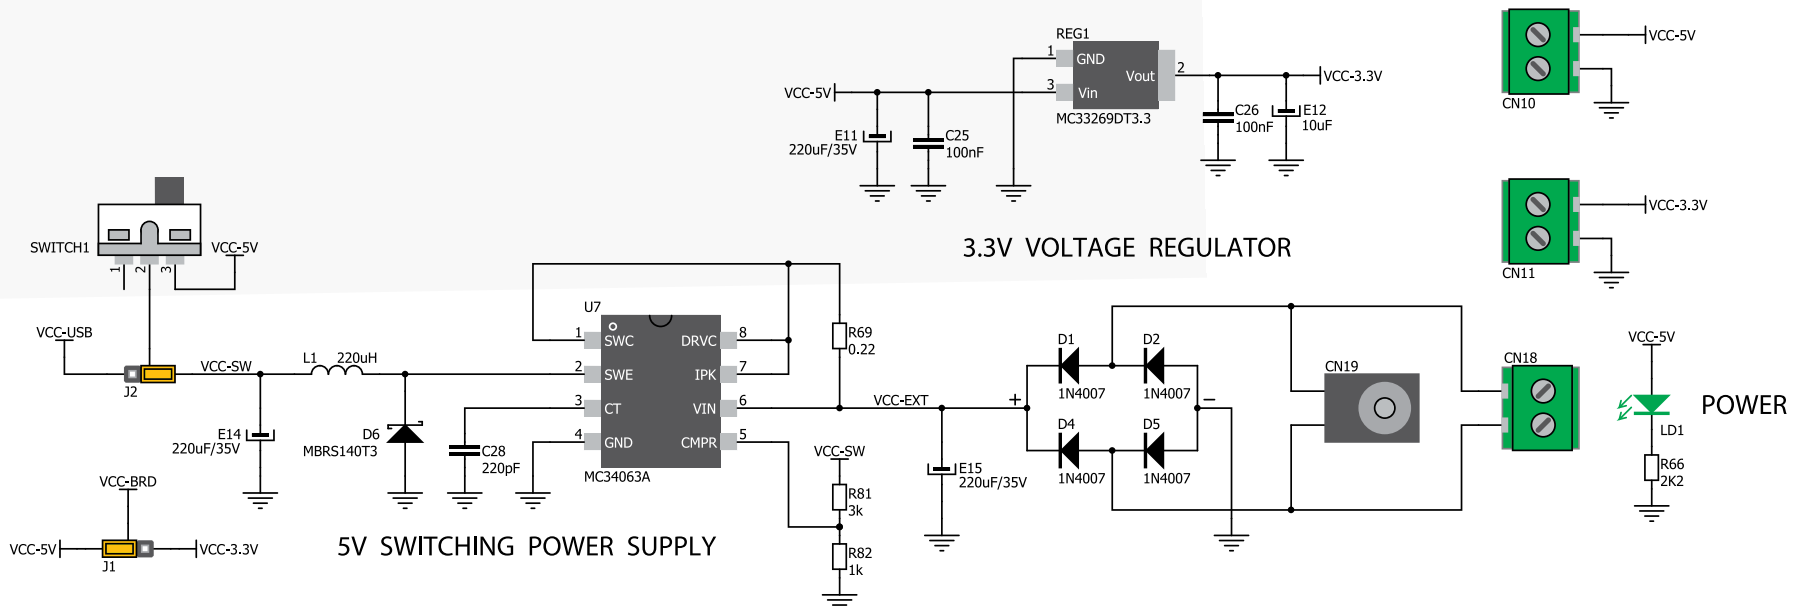 REG1
1
GND
Vout
2
3
Vin
MC33269DT3.3
VCC-5V
E11
220uF/35V
C25
100nF
C26
100nF
E12
10uF
VCC-3.3V
3.3V VOLTAGE REGULATOR
VCC-5V
CN10
VCC-3.3V
CN11
SWITCH1
1
2
3
VCC-5V
VCC-USB
J2
VCC-SW
L1
220uH
E14
220uF/35V
D6
MBRS140T3
C28
220pF
U7
1
SWC
2
SWE
3
CT
4
GND
DRVC
8
IPK
7
VIN
6
CMPR
5
MC34063A
R69
0.22
VCC-SW
R81
3k
R82
1k
VCC-EXT
E15
220uF/35V
+
−
D1
1N4007
D2
1N4007
D4
1N4007
D5
1N4007
CN19
CN18
VCC-5V
LD1
POWER
R66
2K2
VCC-BRD
VCC-5V
J1
VCC-3.3V
5V SWITCHING POWER SUPPLY